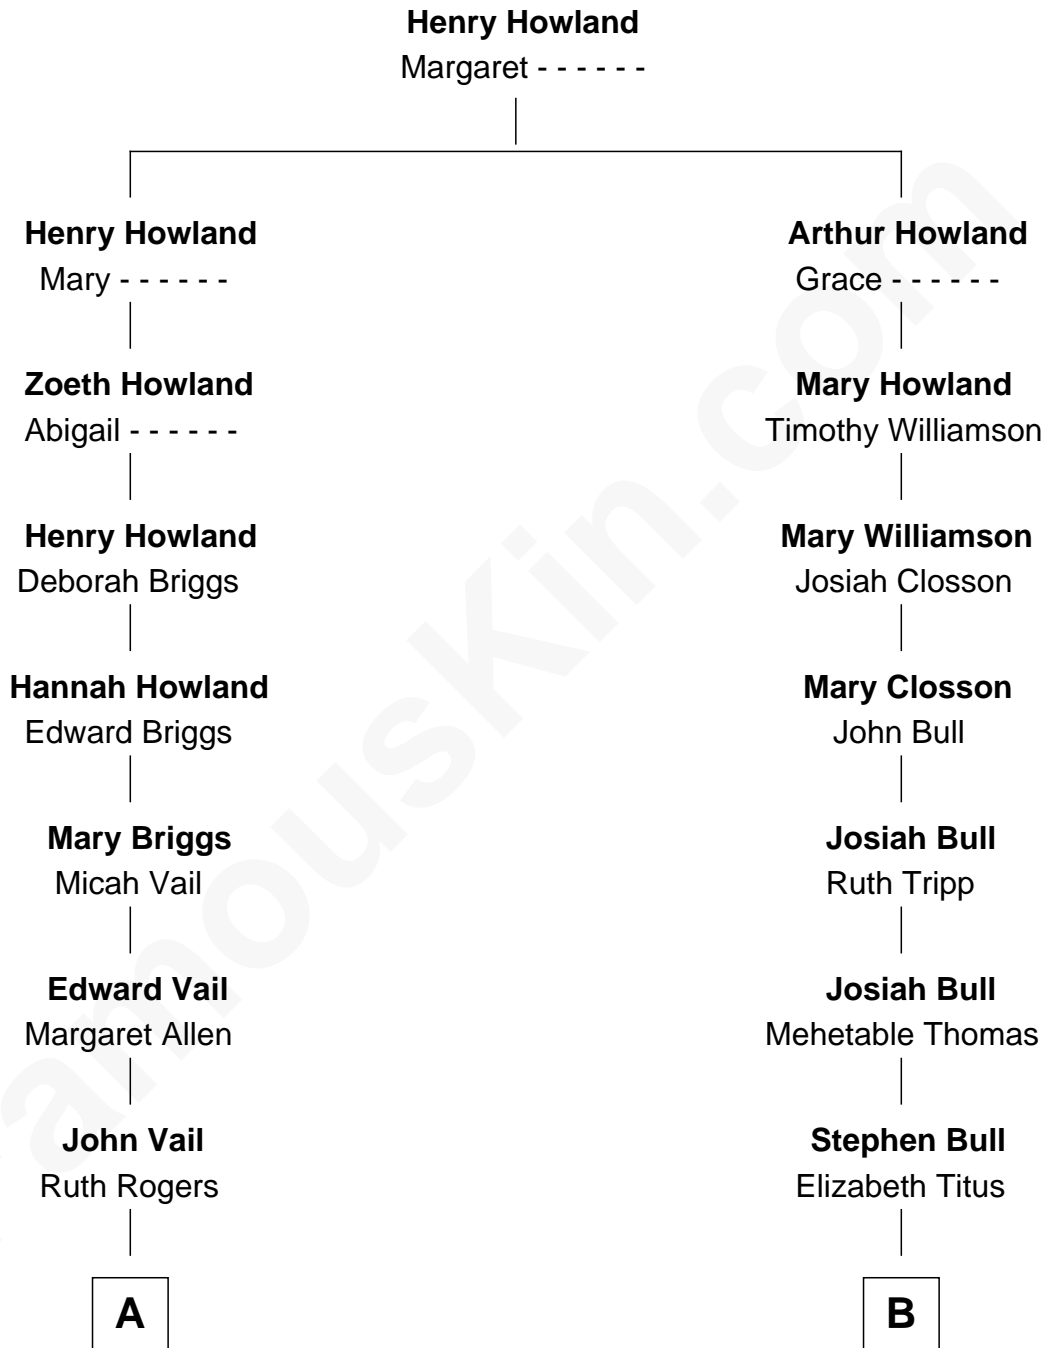 Henry Howland
Margaret - - - - - -
Henry Howland
Mary - - - - - -
Arthur Howland
Grace - - - - - -
Zoeth Howland
Abigail - - - - - -
Mary Howland
Timothy Williamson
Henry Howland
Deborah Briggs
Mary Williamson
Josiah Closson
Hannah Howland
Edward Briggs
Mary Closson
John Bull
Mary Briggs
Micah Vail
Josiah Bull
Ruth Tripp
Edward Vail
Margaret Allen
Josiah Bull
Mehetable Thomas
John Vail
Ruth Rogers
Stephen Bull
Elizabeth Titus
A
B
amouskin.com